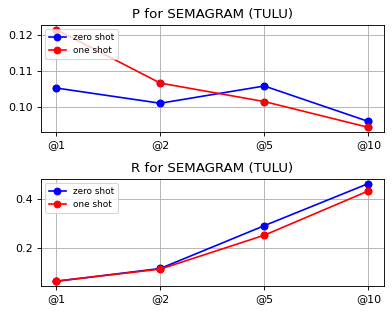 P for SEMAGRAM (TULU)
zero shot
one shot
0.12
0.11
0.10
@1 @2 @5 @10
R for SEMAGRAM (TULU)
zero shot
one shot
0.4
0.2
@1 @2 @5 @10